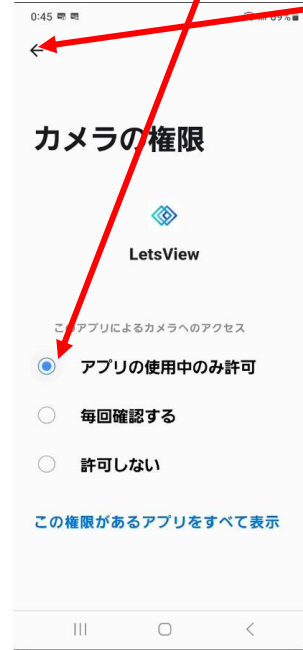 0:45
カメラの権限
LetsView
このアプリによるカメラへのアクセス
アプリの使用中のみ許可
毎回確認する
許可しない
この権限があるアプリをすべて表示